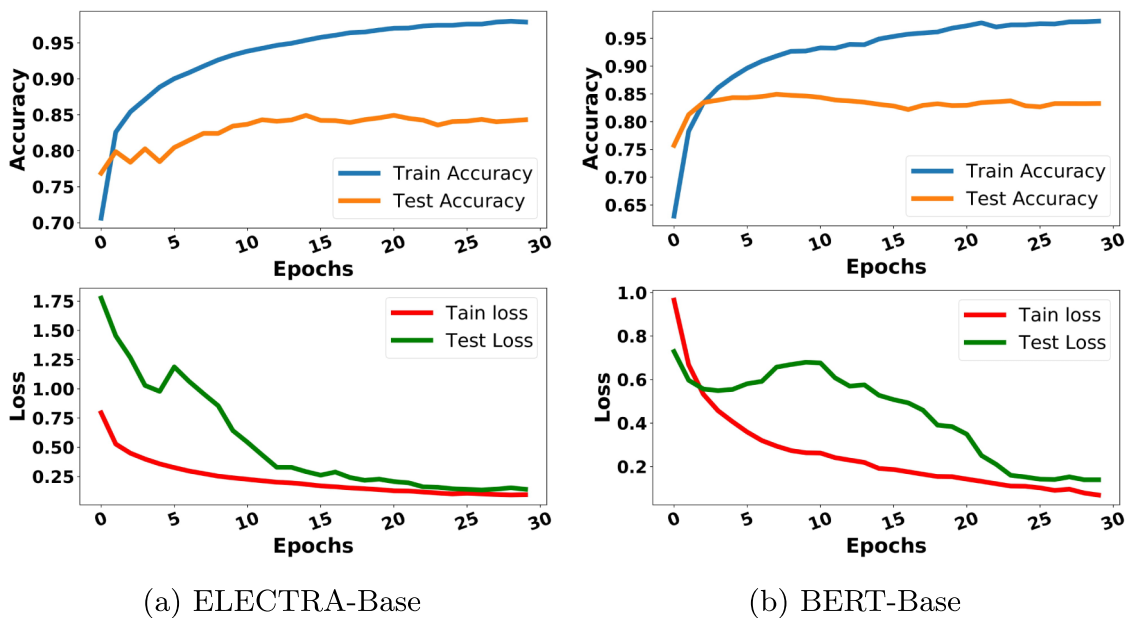 Accuracy
0.95
0.90
0.85
0.80
0.75
0.70
Train Accuracy
Test Accuracy
0 5 10 15 20 25 30
Epochs
Accuracy
0.95
0.90
0.85
0.80
0.75
0.70
0.65
Train Accuracy
Test Accuracy
0 5 10 15 20 25 30
Epochs
Loss
1.75
1.50
1.25
1.00
0.75
0.50
0.25
Tain loss
Test Loss
0 5 10 15 20 25 30
Epochs
Loss
1.0
0.8
0.6
0.4
0.2
Tain loss
Test Loss
0 5 10 15 20 25 30
Epochs
(a) ELECTRA-Base
(b) BERT-Base